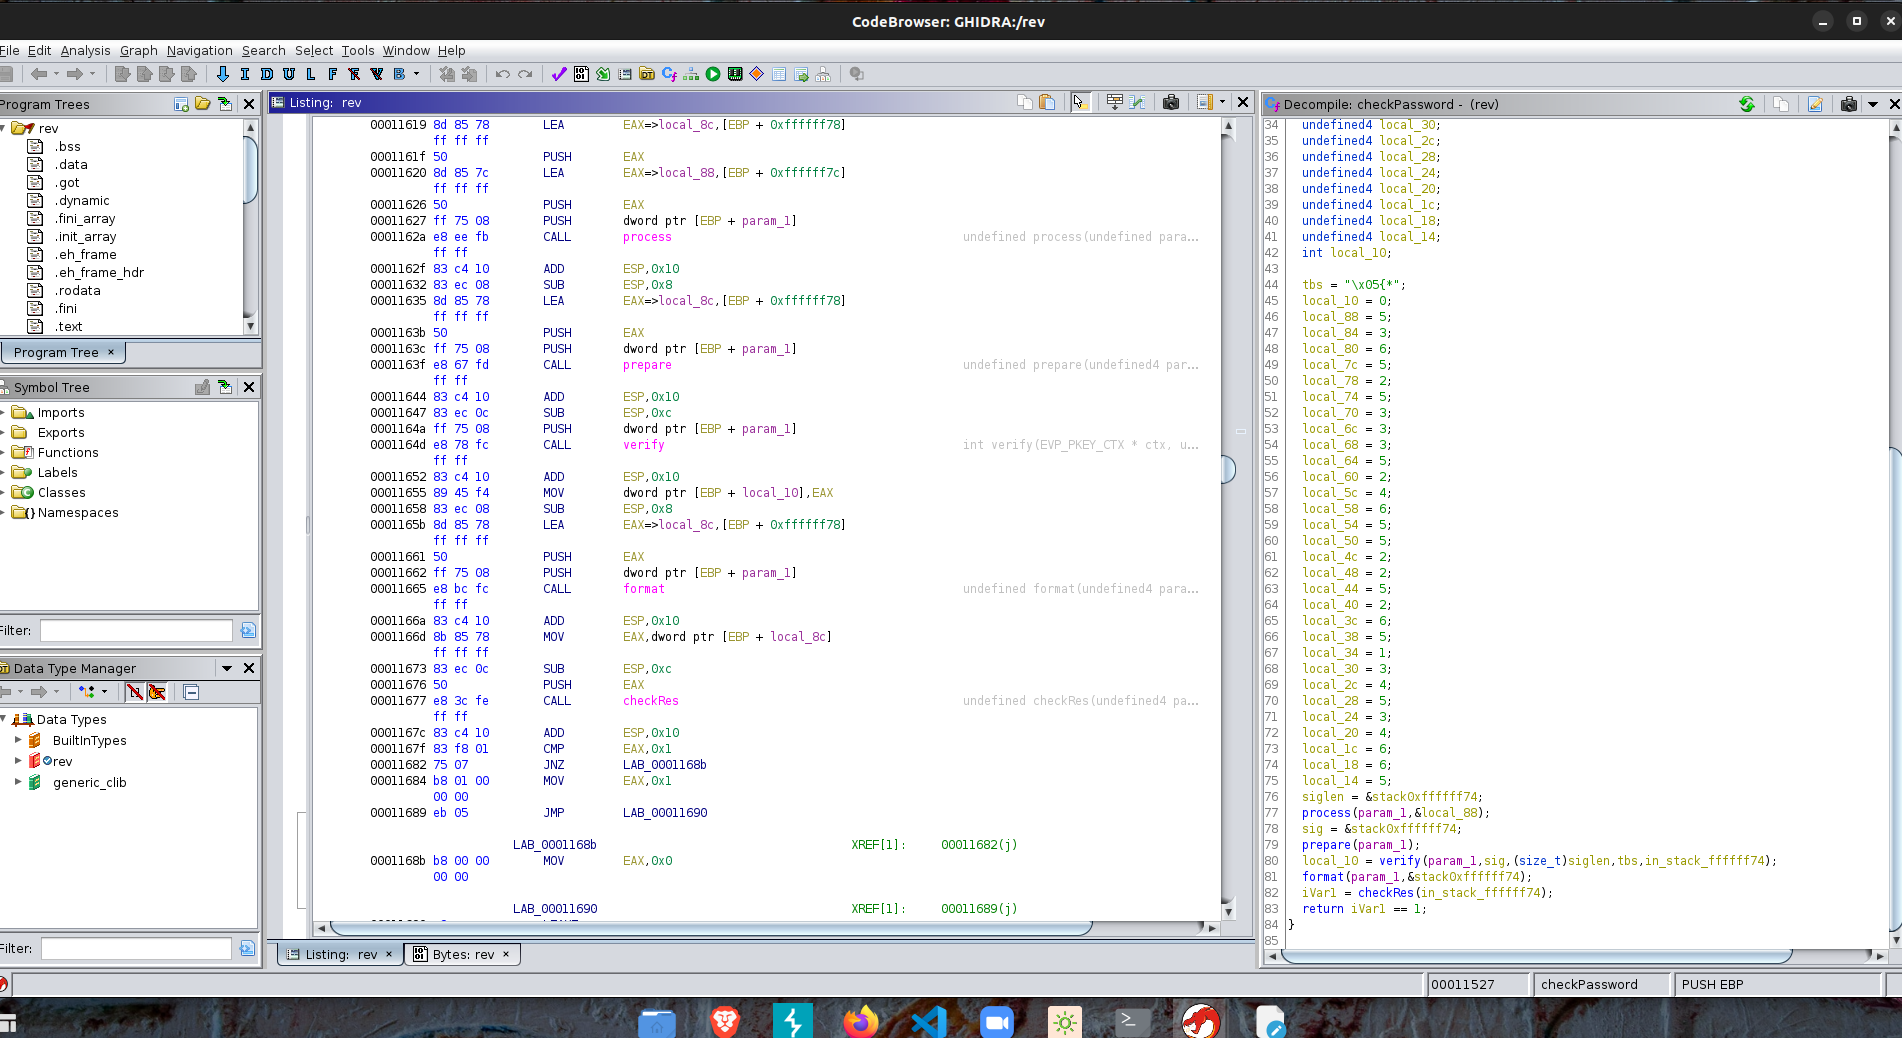 CodeBrowser: GHIDRA:/rev
File Edit Analysis Graph Navigation Search Select Tools Window Help
Program Trees
rev
.bss
.data
.got
.dynamic
.fini_array
.init_array
.eh_frame
.eh_frame_hdr
.rodata
.fini
.text
Program Tree ×
Symbol Tree
Imports
Exports
Functions
Labels
Classes
Namespaces
Filter:
Data Type Manager
Data Types
BuiltInTypes
rev
generic_clib
Filter:
Listing: rev
00011619 8d 85 78 LEA EAX=>local_8c,[EBP + 0xffffff78]
ff ff ff
0001161f 50 PUSH EAX
00011620 8d 85 7c LEA EAX=>local_88,[EBP + 0xffffff7c]
ff ff ff
00011626 50 PUSH EAX
00011627 ff 75 08 PUSH dword ptr [EBP + param_1]
0001162a e8 ee fb CALL process undefined process(undefined para...
ff ff
0001162f 83 c4 10 ADD ESP,0x10
00011632 83 ec 08 SUB ESP,0x8
00011635 8d 85 78 LEA EAX=>local_8c,[EBP + 0xffffff78]
ff ff ff
0001163b 50 PUSH EAX
0001163c ff 75 08 PUSH dword ptr [EBP + param_1]
0001163f e8 67 fd CALL prepare undefined prepare(undefined4 par...
ff ff
00011644 83 c4 10 ADD ESP,0x10
00011647 83 ec 0c SUB ESP,0xc
0001164a ff 75 08 PUSH dword ptr [EBP + param_1]
0001164d e8 78 fc CALL verify int verify(EVP_PKEY_CTX * ctx, u...
ff ff
00011652 83 c4 10 ADD ESP,0x10
00011655 89 45 f4 MOV dword ptr [EBP + local_10],EAX
00011658 83 ec 08 SUB ESP,0x8
0001165b 8d 85 78 LEA EAX=>local_8c,[EBP + 0xffffff78]
ff ff ff
00011661 50 PUSH EAX
00011662 ff 75 08 PUSH dword ptr [EBP + param_1]
00011665 e8 bc fc CALL format undefined format(undefined4 para...
ff ff
0001166a 83 c4 10 ADD ESP,0x10
0001166d 8b 85 78 MOV EAX,dword ptr [EBP + local_8c]
ff ff ff
00011673 83 ec 0c SUB ESP,0xc
00011676 50 PUSH EAX
00011677 e8 3c fe CALL checkRes undefined checkRes(undefined4 pa...
ff ff
0001167c 83 c4 10 ADD ESP,0x10
0001167f 83 f8 01 CMP EAX,0x1
00011682 75 07 JNZ LAB_0001168b
00011684 b8 01 00 MOV EAX,0x1
00 00
00011689 eb 05 JMP LAB_00011690
LAB_0001168b XREF[1]: 00011682(j)
0001168b b8 00 00 MOV EAX,0x0
00 00
LAB_00011690 XREF[1]: 00011689(j)
Listing: rev ×
Bytes: rev ×
Decompile: checkPassword - (rev)
34 undefined4 local_30;
35 undefined4 local_2c;
36 undefined4 local_28;
37 undefined4 local_24;
38 undefined4 local_20;
39 undefined4 local_1c;
40 undefined4 local_18;
41 undefined4 local_14;
42 int local_10;
43
44 tbs = "\x05{*";
45 local_10 = 0;
46 local_88 = 5;
47 local_84 = 3;
48 local_80 = 6;
49 local_7c = 5;
50 local_78 = 2;
51 local_74 = 5;
52 local_70 = 3;
53 local_6c = 3;
54 local_68 = 3;
55 local_64 = 5;
56 local_60 = 2;
57 local_5c = 4;
58 local_58 = 6;
59 local_54 = 5;
60 local_50 = 5;
61 local_4c = 2;
62 local_48 = 2;
63 local_44 = 5;
64 local_40 = 2;
65 local_3c = 6;
66 local_38 = 5;
67 local_34 = 1;
68 local_30 = 3;
69 local_2c = 4;
70 local_28 = 5;
71 local_24 = 3;
72 local_20 = 4;
73 local_1c = 6;
74 local_18 = 6;
75 local_14 = 5;
76 siglen = &stack0xffffff74;
77 process(param_1,&local_88);
78 sig = &stack0xffffff74;
79 prepare(param_1);
80 local_10 = verify(param_1,sig,(size_t)siglen,tbs,in_stack_ffffff74);
81 format(param_1,&stack0xffffff74);
82 iVar1 = checkRes(in_stack_ffffff74);
83 return iVar1 == 1;
84 }
85
00011527 checkPassword PUSH EBP